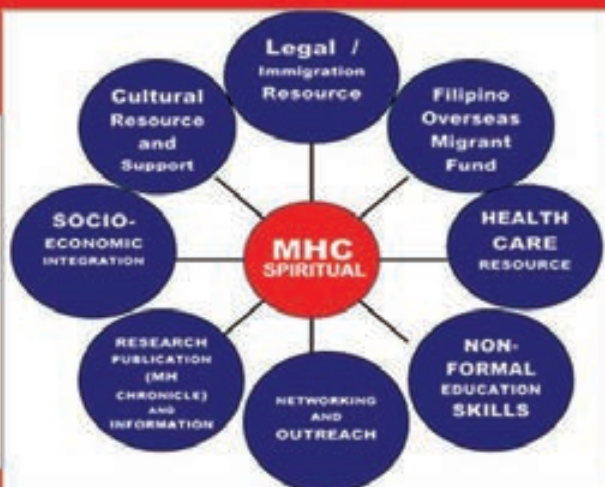 Legal /
Immigration
Resource
Filipino
Overseas
Migrant
Fund
HEALTH
CARE
RESOURCE
NON-
FORMAL
EDUCATION
SKILLS
NETWORKING
AND
OUTREACH
RESEARCH
PUBLICATION
(MH
CHRONICLE)
AND
INFORMATION
SOCIO-
ECONOMIC
INTEGRATION
Cultural
Resource
and
Support
MHC
SPIRITUAL